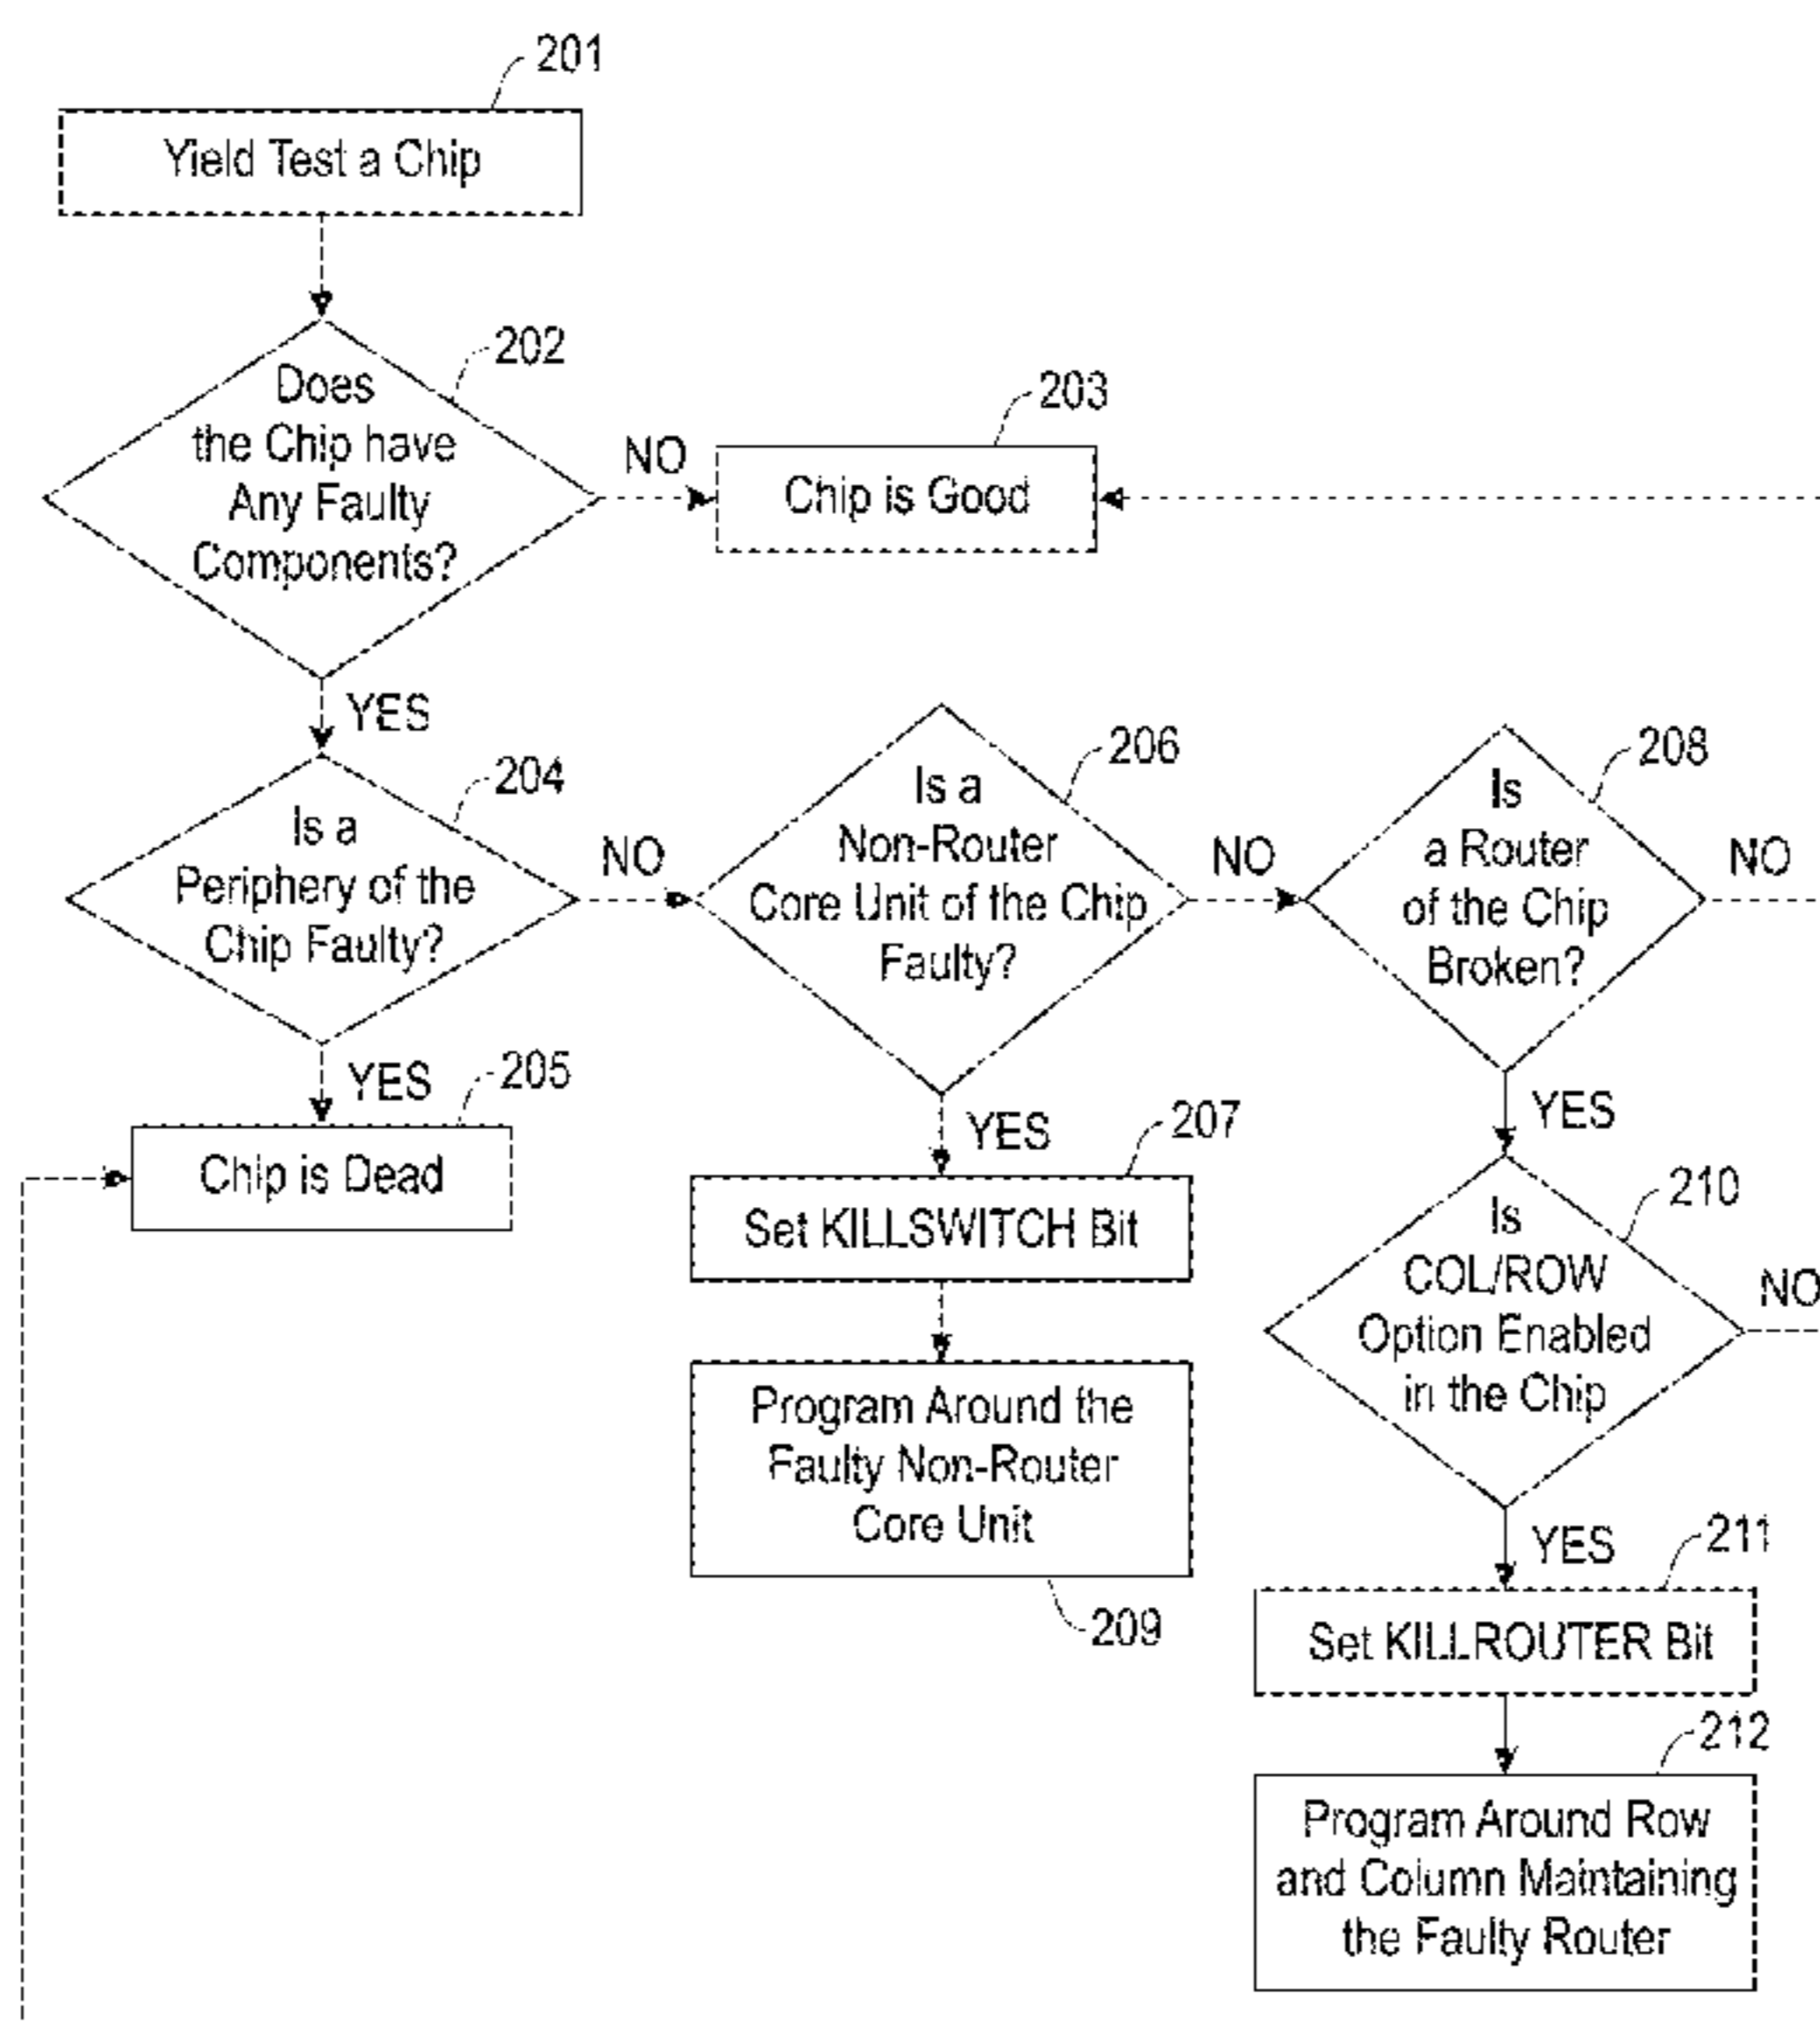 201
Yield Test a Chip
202
Does
the Chip have
Any Faulty
Components?
NO
203
Chip is Good
YES
204
Is a
Periphery of the
Chip Faulty?
NO
206
Is a
Non-Router
Core Unit of the Chip
Faulty?
NO
208
Is
a Router
of the Chip
Broken?
NO
YES
205
Chip is Dead
YES
207
Set KILLSWITCH Bit
Program Around the
Faulty Non-Router
Core Unit
209
YES
210
Is
COL/ROW
Option Enabled
in the Chip
NO
YES
211
Set KILLROUTER Bit
212
Program Around Row
and Column Maintaining
the Faulty Router